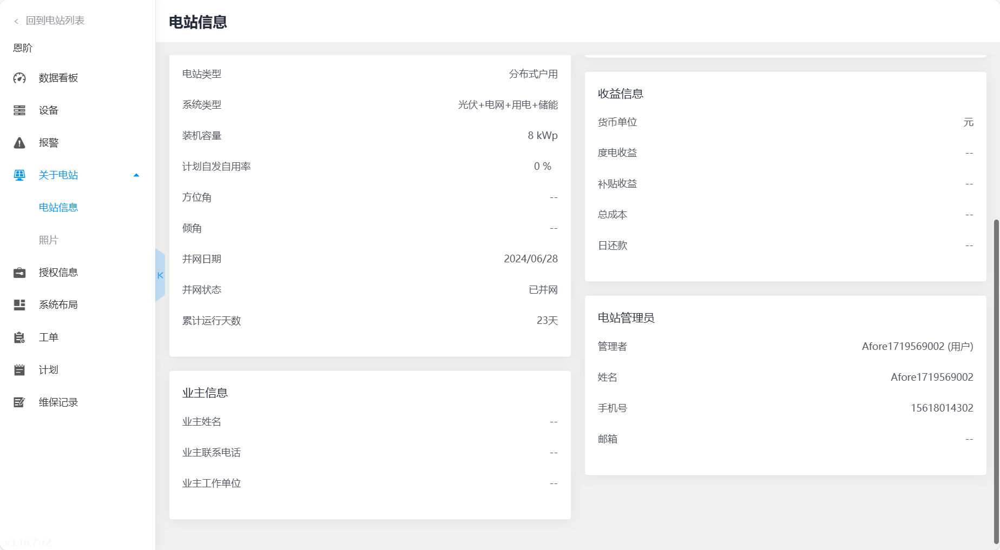 回到电站列表
恩阶
数据看板
设备
报警
关于电站
电站信息
照片
授权信息
系统布局
工单
计划
维保记录
v3.16.7-r2
电站信息
电站类型 分布式户用
系统类型 光伏+电网+用电+储能
装机容量 8 kWp
计划自发自用率 0 %
方位角 --
倾角 --
并网日期 2024/06/28
并网状态 已并网
累计运行天数 23天
业主信息
业主姓名 --
业主联系电话 --
业主工作单位 --
收益信息
货币单位 元
度电收益 --
补贴收益 --
总成本 --
日还款 --
电站管理员
管理者 Afore1719569002 (用户)
姓名 Afore1719569002
手机号 15618014302
邮箱 --